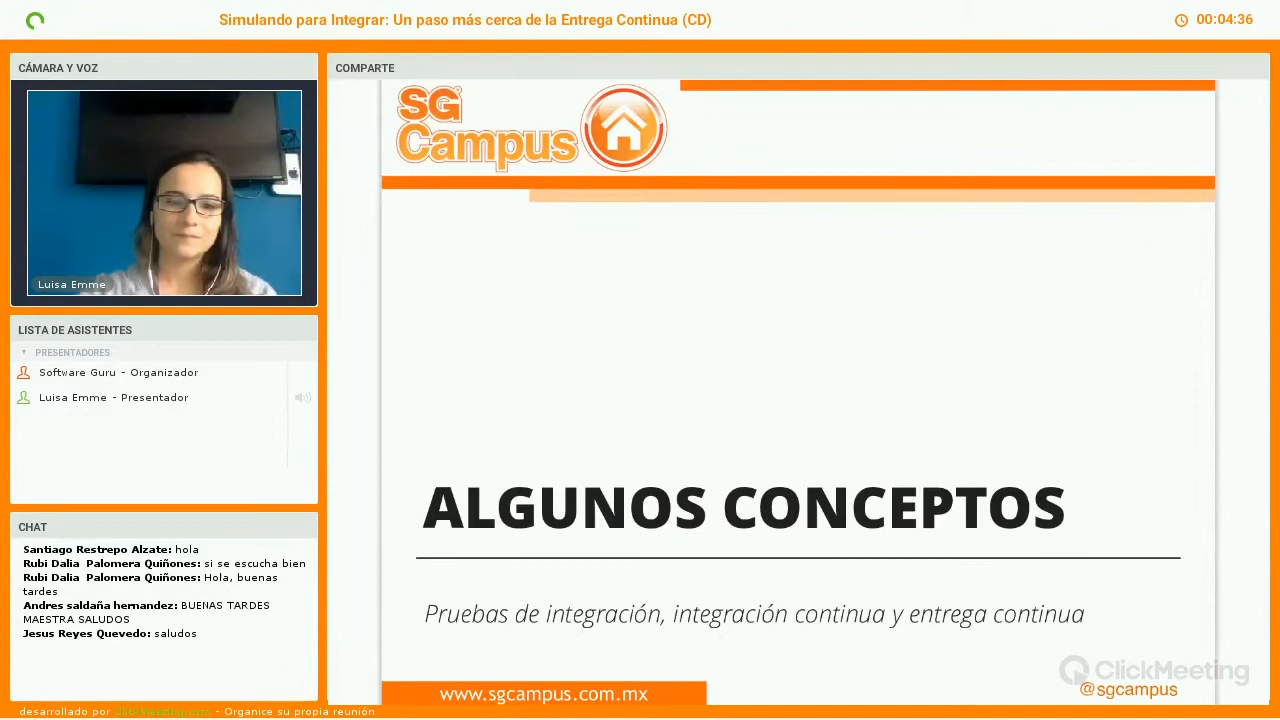 Simulando para Integrar: Un paso más cerca de la Entrega Continua (CD)
00:04:36
CÁMARA Y VOZ
Luisa Emme
LISTA DE ASISTENTES
PRESENTADORES
Software Guru - Organizador
Luisa Emme - Presentador
CHAT
Santiago Restrepo Alzate: hola
Rubi Dalia Palomera Quiñones: si se escucha bien
Rubi Dalia Palomera Quiñones: Hola, buenas
tardes
Andres saldaña hernandez: BUENAS TARDES
MAESTRA SALUDOS
Jesus Reyes Quevedo: saludos
desarrollado por ClickMeeting.com - Organice su propia reunión
COMPARTE
SG
Campus
ALGUNOS CONCEPTOS
Pruebas de integración, integración continua y entrega continua
ClickMeeting
www.sgcampus.com.mx
@sgcampus